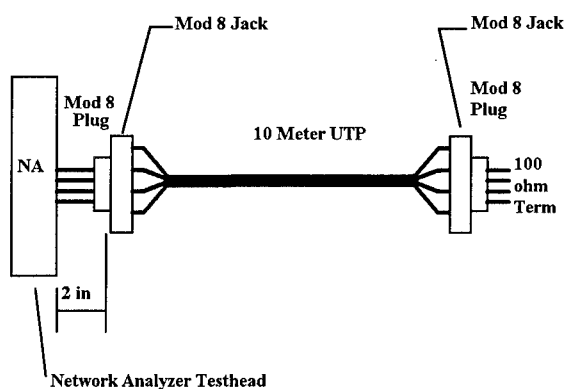 Mod 8 Jack
Mod 8 Jack
Mod 8
Plug
Mod 8
Plug
10 Meter UTP
NA
100
ohm
Term
2 in
Network Analyzer Testhead